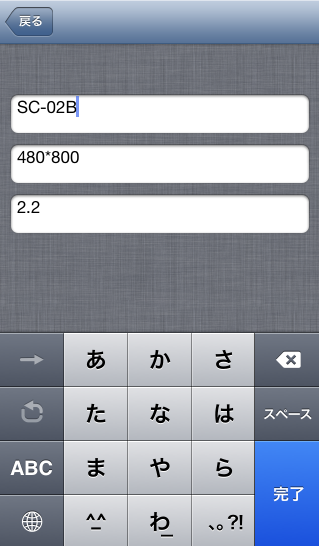 戻る
SC-02B
480*800
2.2
→ あ か さ
た な は スペース
ABC ま や ら 完了
^_^ わ_ 、。?!